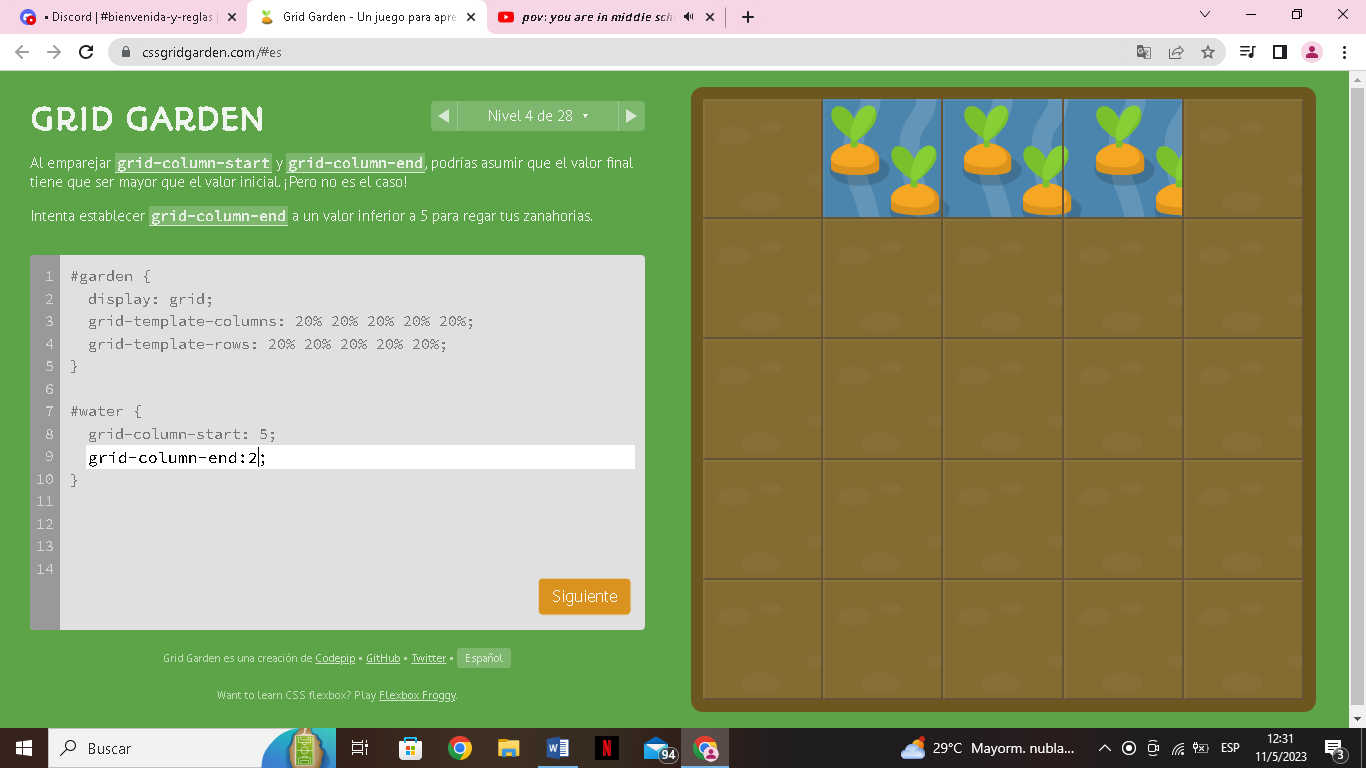 • Discord | #bienvenida-y-reglas
Grid Garden - Un juego para apre
pov: you are in middle sch
cssgridgarden.com/#es
GRID GARDEN
Nivel 4 de 28
Al emparejar grid-column-start y grid-column-end, podrías asumir que el valor final
tiene que ser mayor que el valor inicial. ¡Pero no es el caso!
Intenta establecer grid-column-end a un valor inferior a 5 para regar tus zanahorias.
1 #garden {
2 display: grid;
3 grid-template-columns: 20% 20% 20% 20% 20%;
4 grid-template-rows: 20% 20% 20% 20% 20%;
5 }
6
7 #water {
8 grid-column-start: 5;
9 grid-column-end:2;
10 }
11
12
13
14
Siguiente
Grid Garden es una creación de Codepip • GitHub • Twitter • Español
Want to learn CSS flexbox? Play Flexbox Froggy.
Buscar
W
N
94
29°C Mayorm. nubla...
ESP
12:31
11/5/2023
3